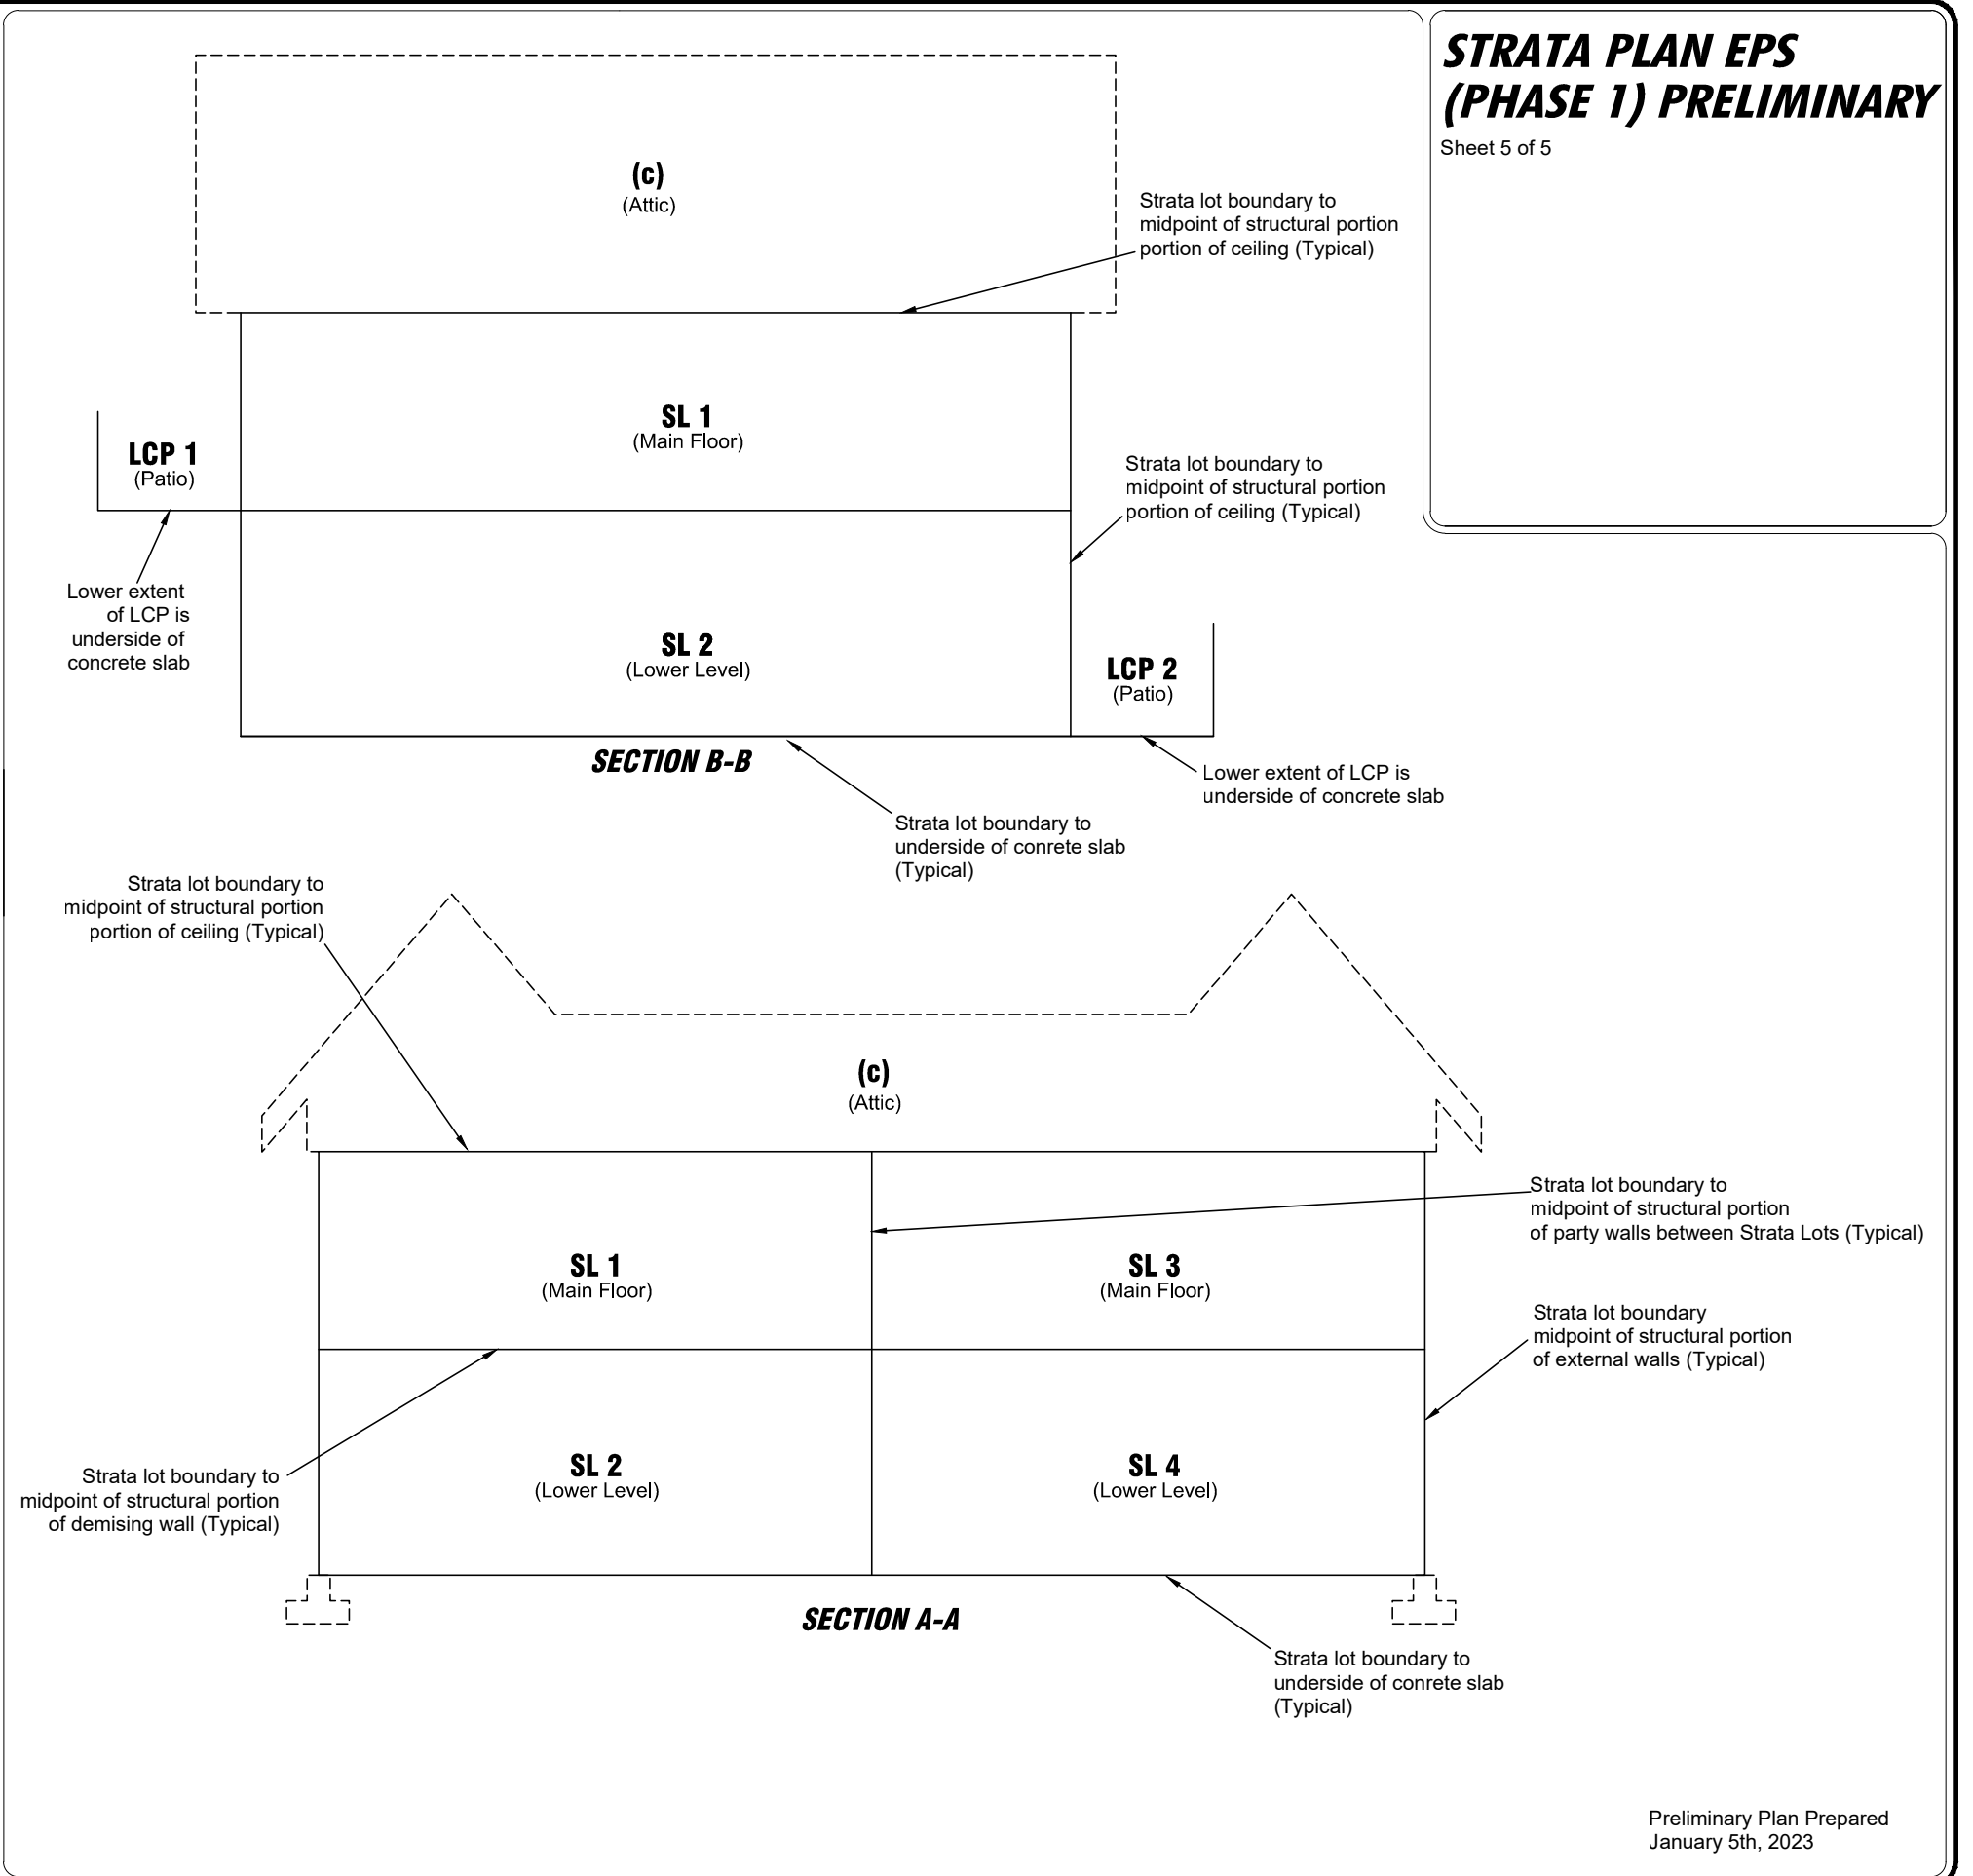 STRATA PLAN EPS
(PHASE 1) PRELIMINARY
Sheet 5 of 5
(c)
(Attic)
Strata lot boundary to
midpoint of structural portion
portion of ceiling (Typical)
SL 1
(Main Floor)
LCP 1
(Patio)
Strata lot boundary to
midpoint of structural portion
portion of ceiling (Typical)
Lower extent
of LCP is
underside of
concrete slab
SL 2
(Lower Level)
LCP 2
(Patio)
SECTION B-B
Lower extent of LCP is
underside of concrete slab
Strata lot boundary to
underside of conrete slab
(Typical)
Strata lot boundary to
midpoint of structural portion
portion of ceiling (Typical)
(c)
(Attic)
Strata lot boundary to
midpoint of structural portion
of party walls between Strata Lots (Typical)
SL 1
(Main Floor)
SL 3
(Main Floor)
Strata lot boundary
midpoint of structural portion
of external walls (Typical)
SL 2
(Lower Level)
SL 4
(Lower Level)
Strata lot boundary to
midpoint of structural portion
of demising wall (Typical)
SECTION A-A
Strata lot boundary to
underside of conrete slab
(Typical)
Preliminary Plan Prepared
January 5th, 2023